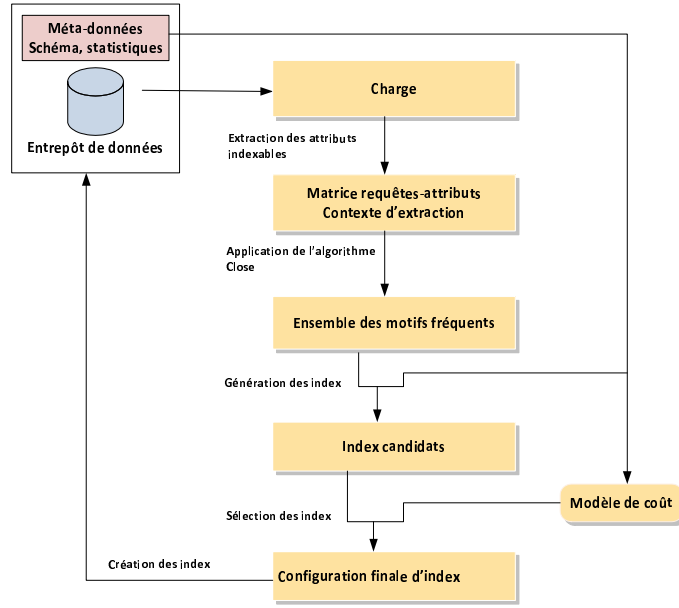 Méta-données
Schéma, statistiques
Entrepôt de données
Charge
Extraction des attributs
indexables
Matrice requêtes-attributs
Contexte d'extraction
Application de l'algorithme
Close
Ensemble des motifs fréquents
Génération des index
Index candidats
Modèle de coût
Sélection des index
Création des index
Configuration finale d'index